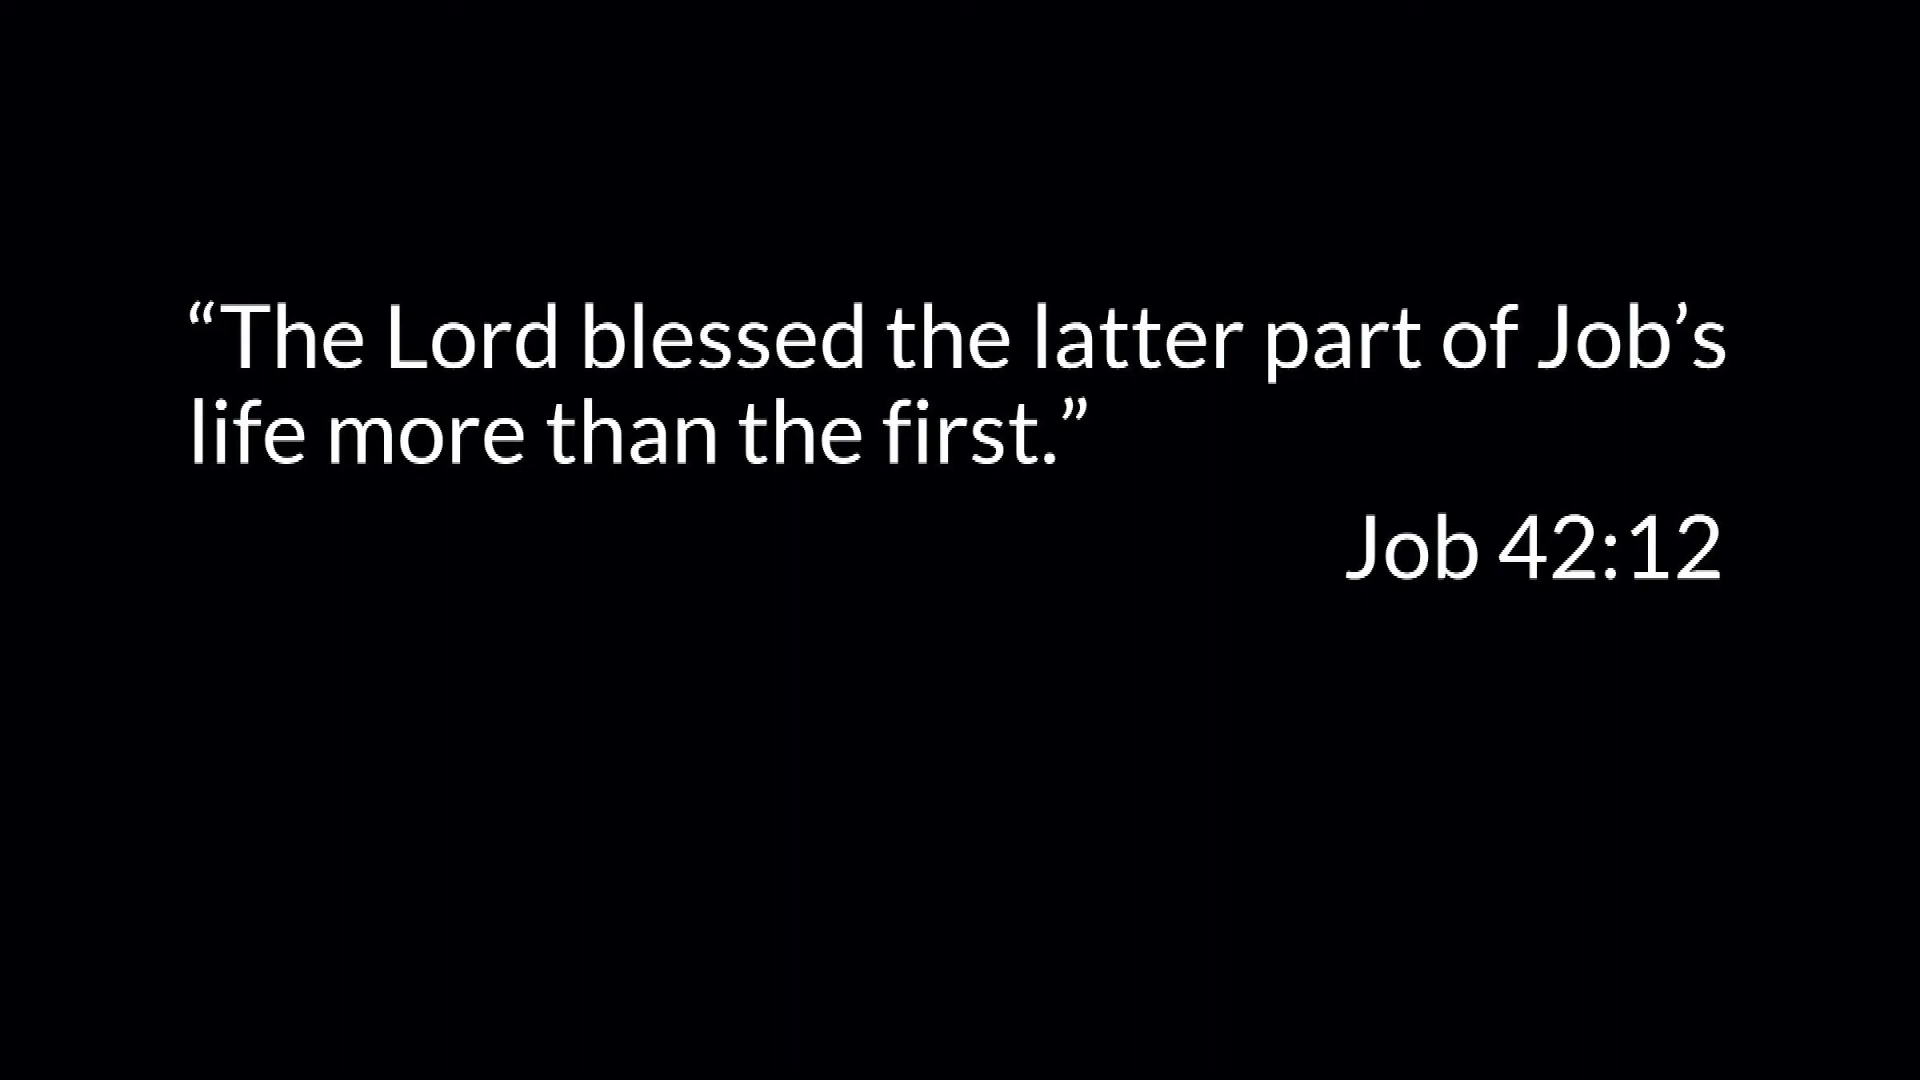 “The Lord blessed the latter part of Job’s
life more than the first.”
Job 42:12